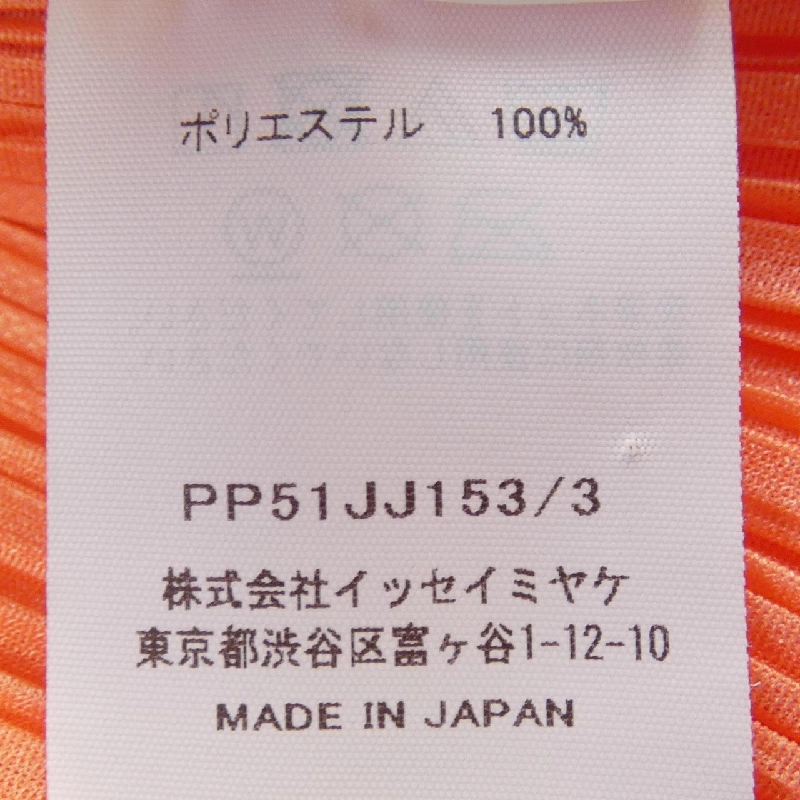 ポリエステル 100%
PP51JJ153/3
株式会社イッセイミヤケ
東京都渋谷区富ヶ谷1-12-10
MADE IN JAPAN